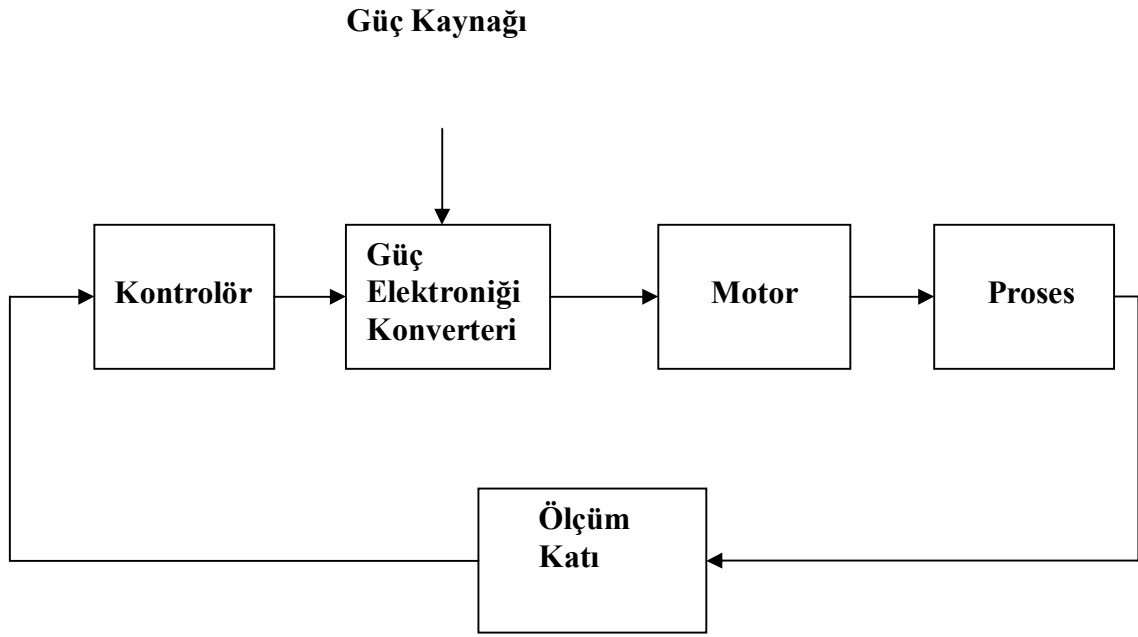 Güç Kaynağı
Kontrolör
Güç
Elektroniği
Konverteri
Motor
Proses
Ölçüm
Katı